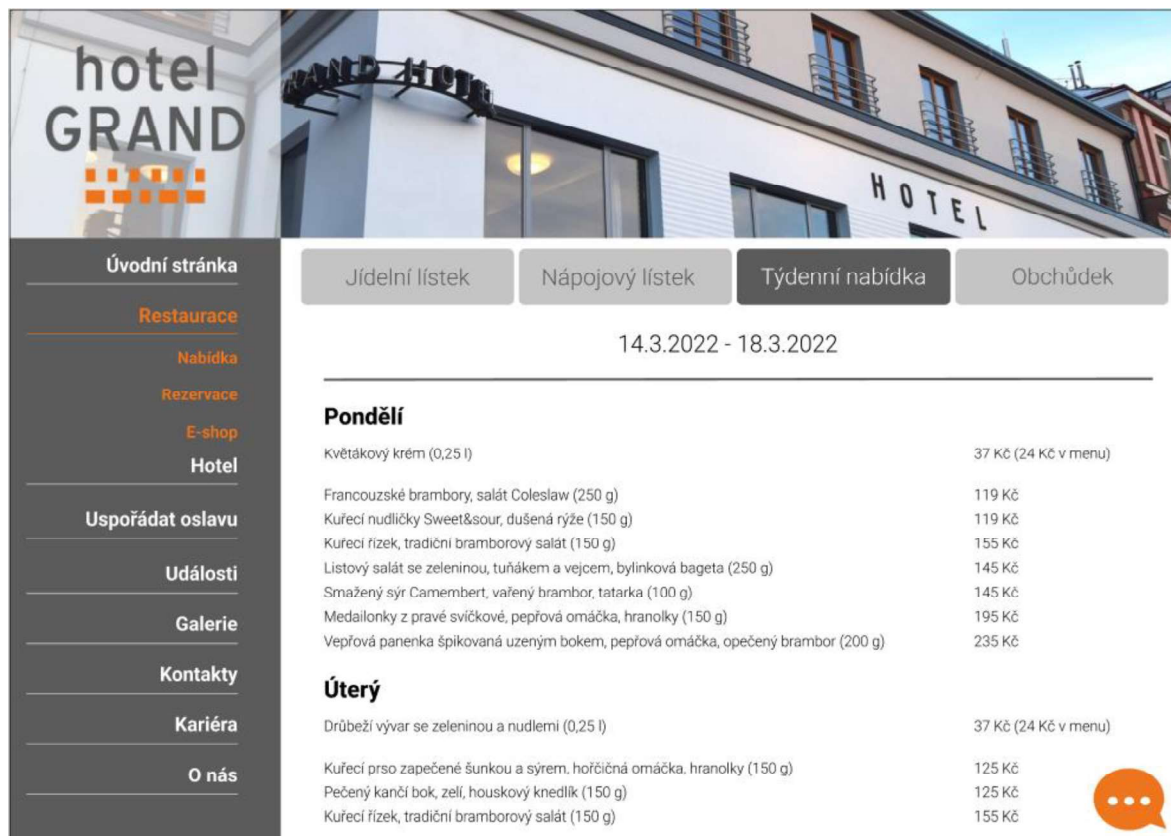 hotel
GRAND
GRAND HOTEL
HOTEL
Úvodní stránka
Restaurace
Nabídka
Rezervace
E-shop
Hotel
Uspořádat oslavu
Události
Galerie
Kontakty
Kariéra
O nás
Jídelní lístek
Nápojový lístek
Týdenní nabídka
Obchůdek
14.3.2022 - 18.3.2022
Pondělí
Květákový krém (0,25 l) 37 Kč (24 Kč v menu)
Francouzské brambory, salát Coleslaw (250 g) 119 Kč
Kuřecí nudličky Sweet&sour, dušená rýže (150 g) 119 Kč
Kuřecí řízek, tradiční bramborový salát (150 g) 155 Kč
Listový salát se zeleninou, tuňákem a vejcem, bylinková bageta (250 g) 145 Kč
Smažený sýr Camembert, vařený brambor, tatarka (100 g) 145 Kč
Medailonky z pravé svíčkové, pepřová omáčka, hranolky (150 g) 195 Kč
Vepřová panenka špikovaná uzeným bokem, pepřová omáčka, opečený brambor (200 g) 235 Kč
Úterý
Drůbeží vývar se zeleninou a nudlemi (0,25 l) 37 Kč (24 Kč v menu)
Kuřecí prso zapečené šunkou a sýrem, hořčičná omáčka, hranolky (150 g) 125 Kč
Pečený kančí bok, zelí, houskový knedlík (150 g) 125 Kč
Kuřecí řízek, tradiční bramborový salát (150 g) 155 Kč